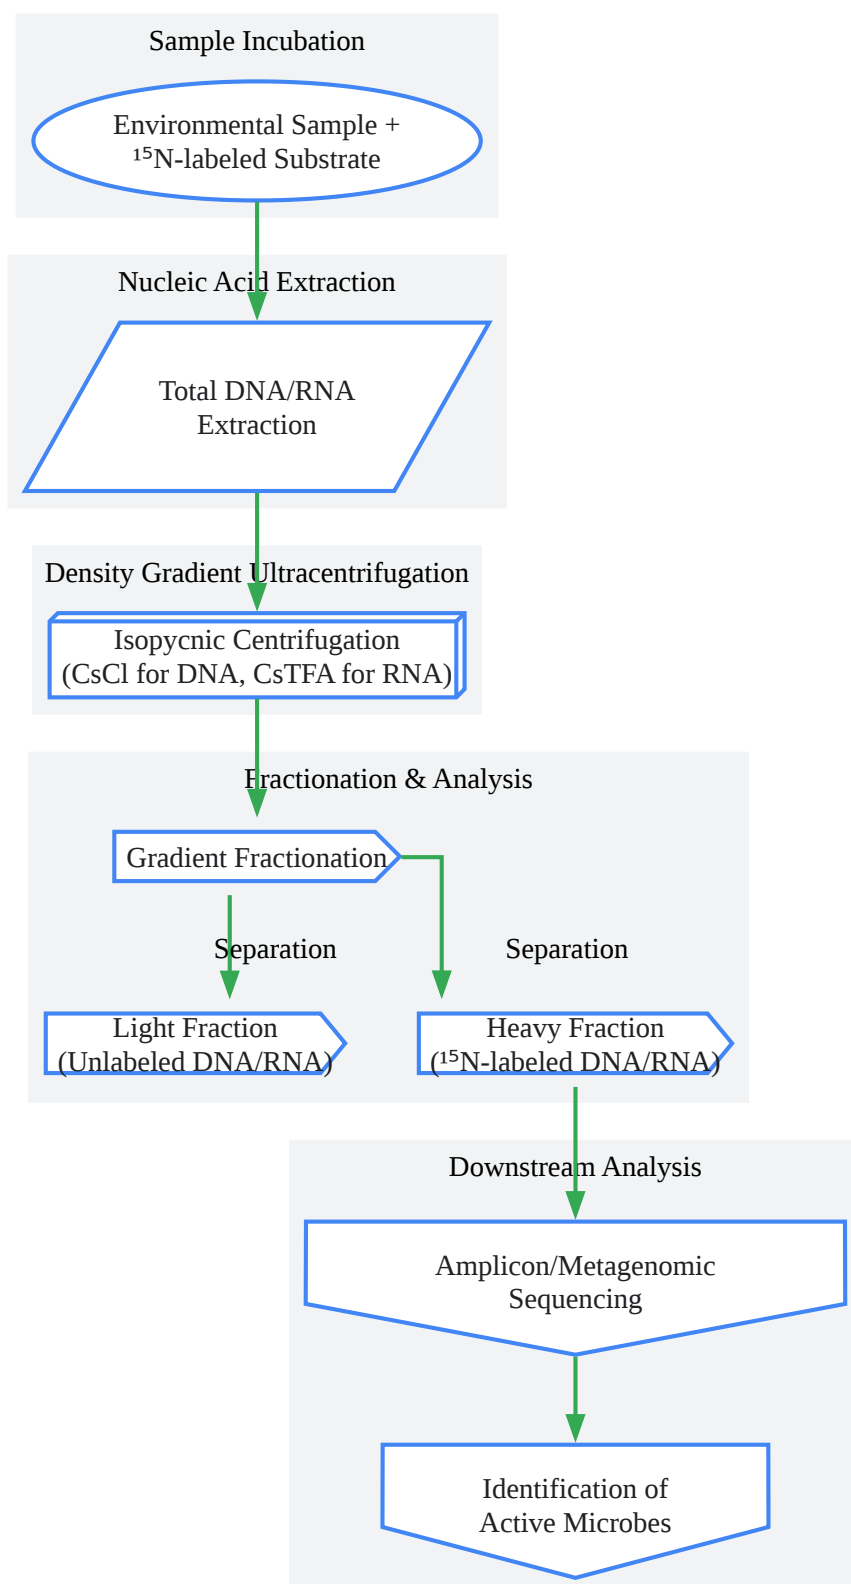 Sample Incubation
Environmental Sample +
¹⁵N-labeled Substrate
Nucleic Acid Extraction
Total DNA/RNA
Extraction
Density Gradient Ultracentrifugation
Isopycnic Centrifugation
(CsCl for DNA, CsTFA for RNA)
Fractionation & Analysis
Gradient Fractionation
Separation
Separation
Light Fraction
(Unlabeled DNA/RNA)
Heavy Fraction
(¹⁵N-labeled DNA/RNA)
Downstream Analysis
Amplicon/Metagenomic
Sequencing
Identification of
Active Microbes